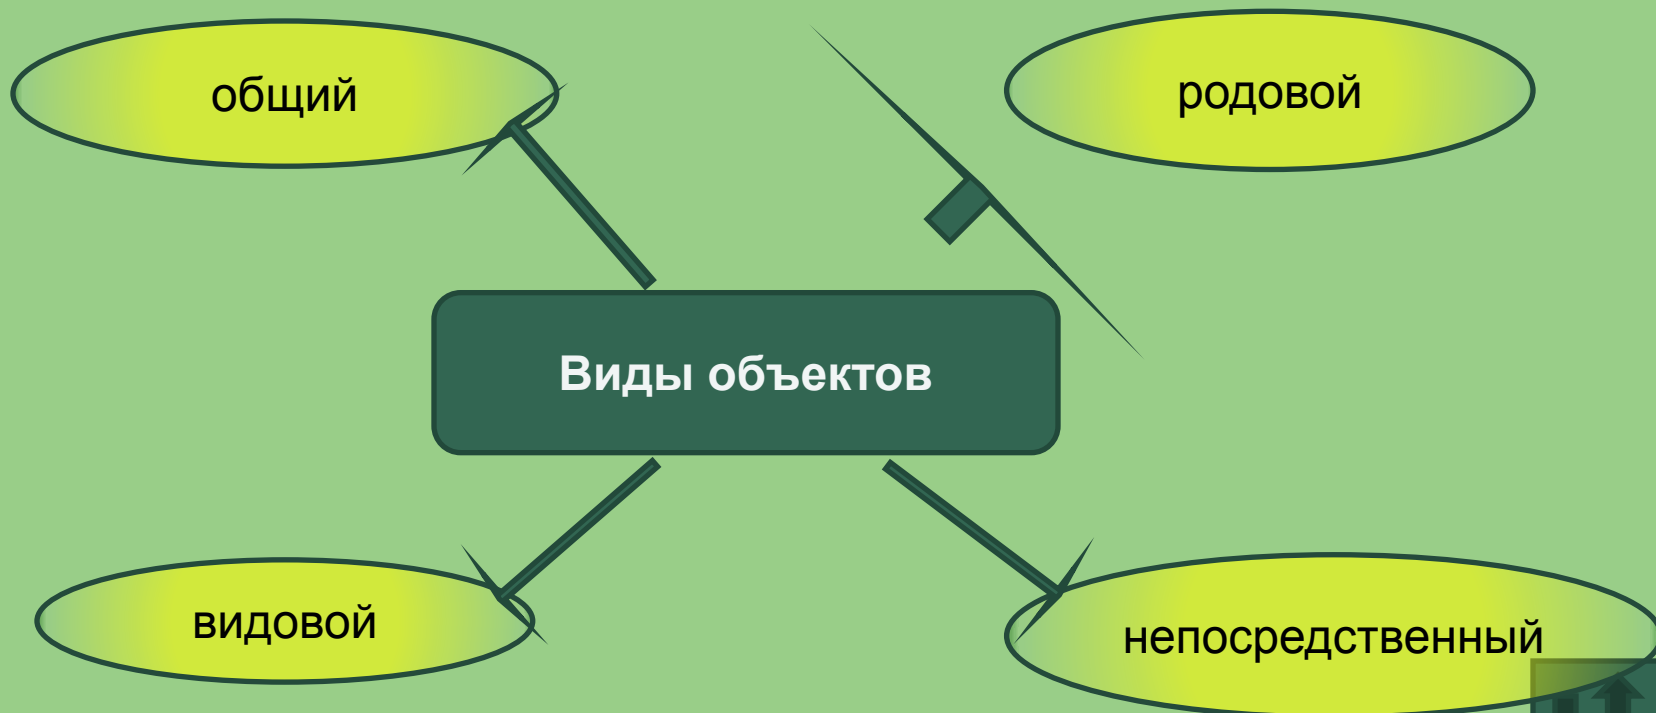 общий
родовой
Виды объектов
видовой
непосредственный